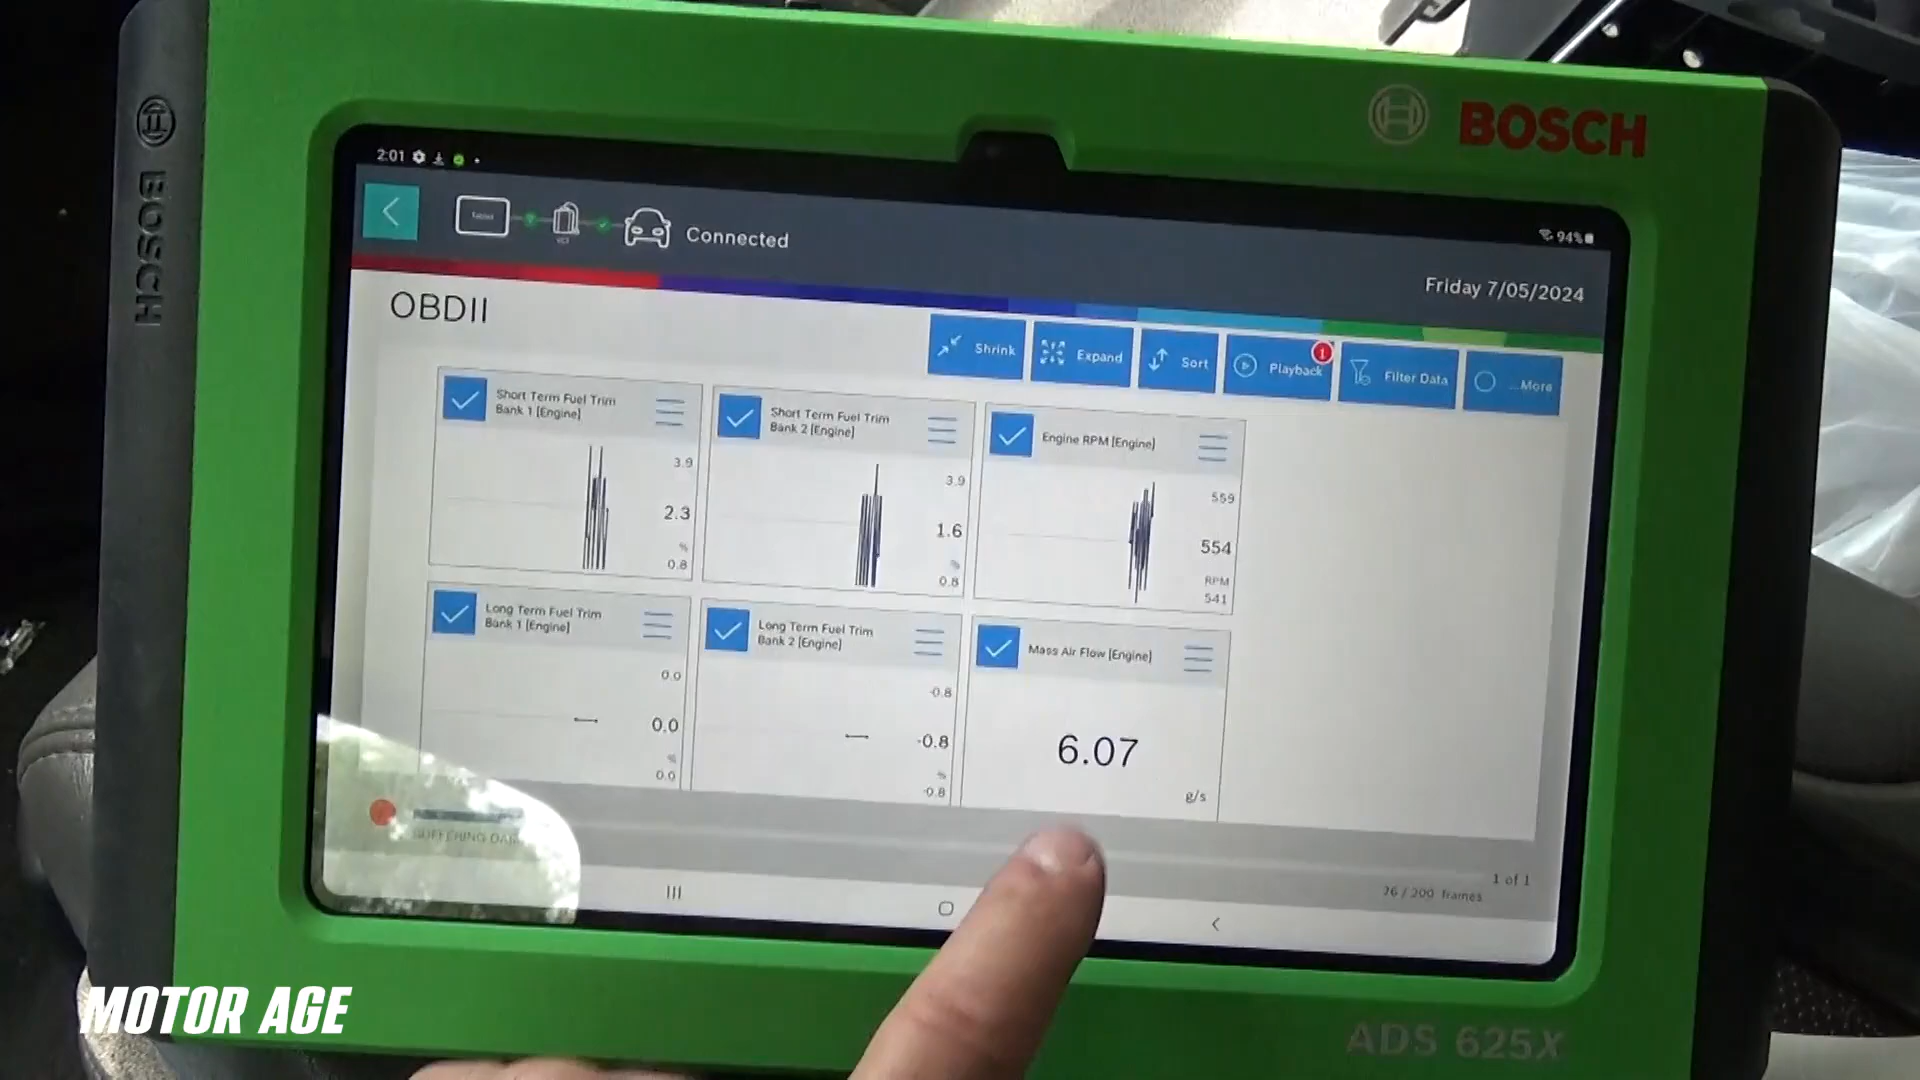 BOSCH
BOSCH
2:01
94%
Connected
Friday 7/05/2024
OBDII
Shrink
Expand
Sort
Playback
1
Filter Data
...More
Short Term Fuel Trim
Bank 1 [Engine]
3.9
2.3
%
0.8
Short Term Fuel Trim
Bank 2 [Engine]
3.9
1.6
%
0.8
Engine RPM [Engine]
559
554
RPM
541
Long Term Fuel Trim
Bank 1 [Engine]
0.0
0.0
%
0.0
Long Term Fuel Trim
Bank 2 [Engine]
-0.8
-0.8
%
-0.8
Mass Air Flow [Engine]
6.07
g/s
BUFFERING
1 of 1
76 / 200 frames
MOTOR AGE
ADS 625X